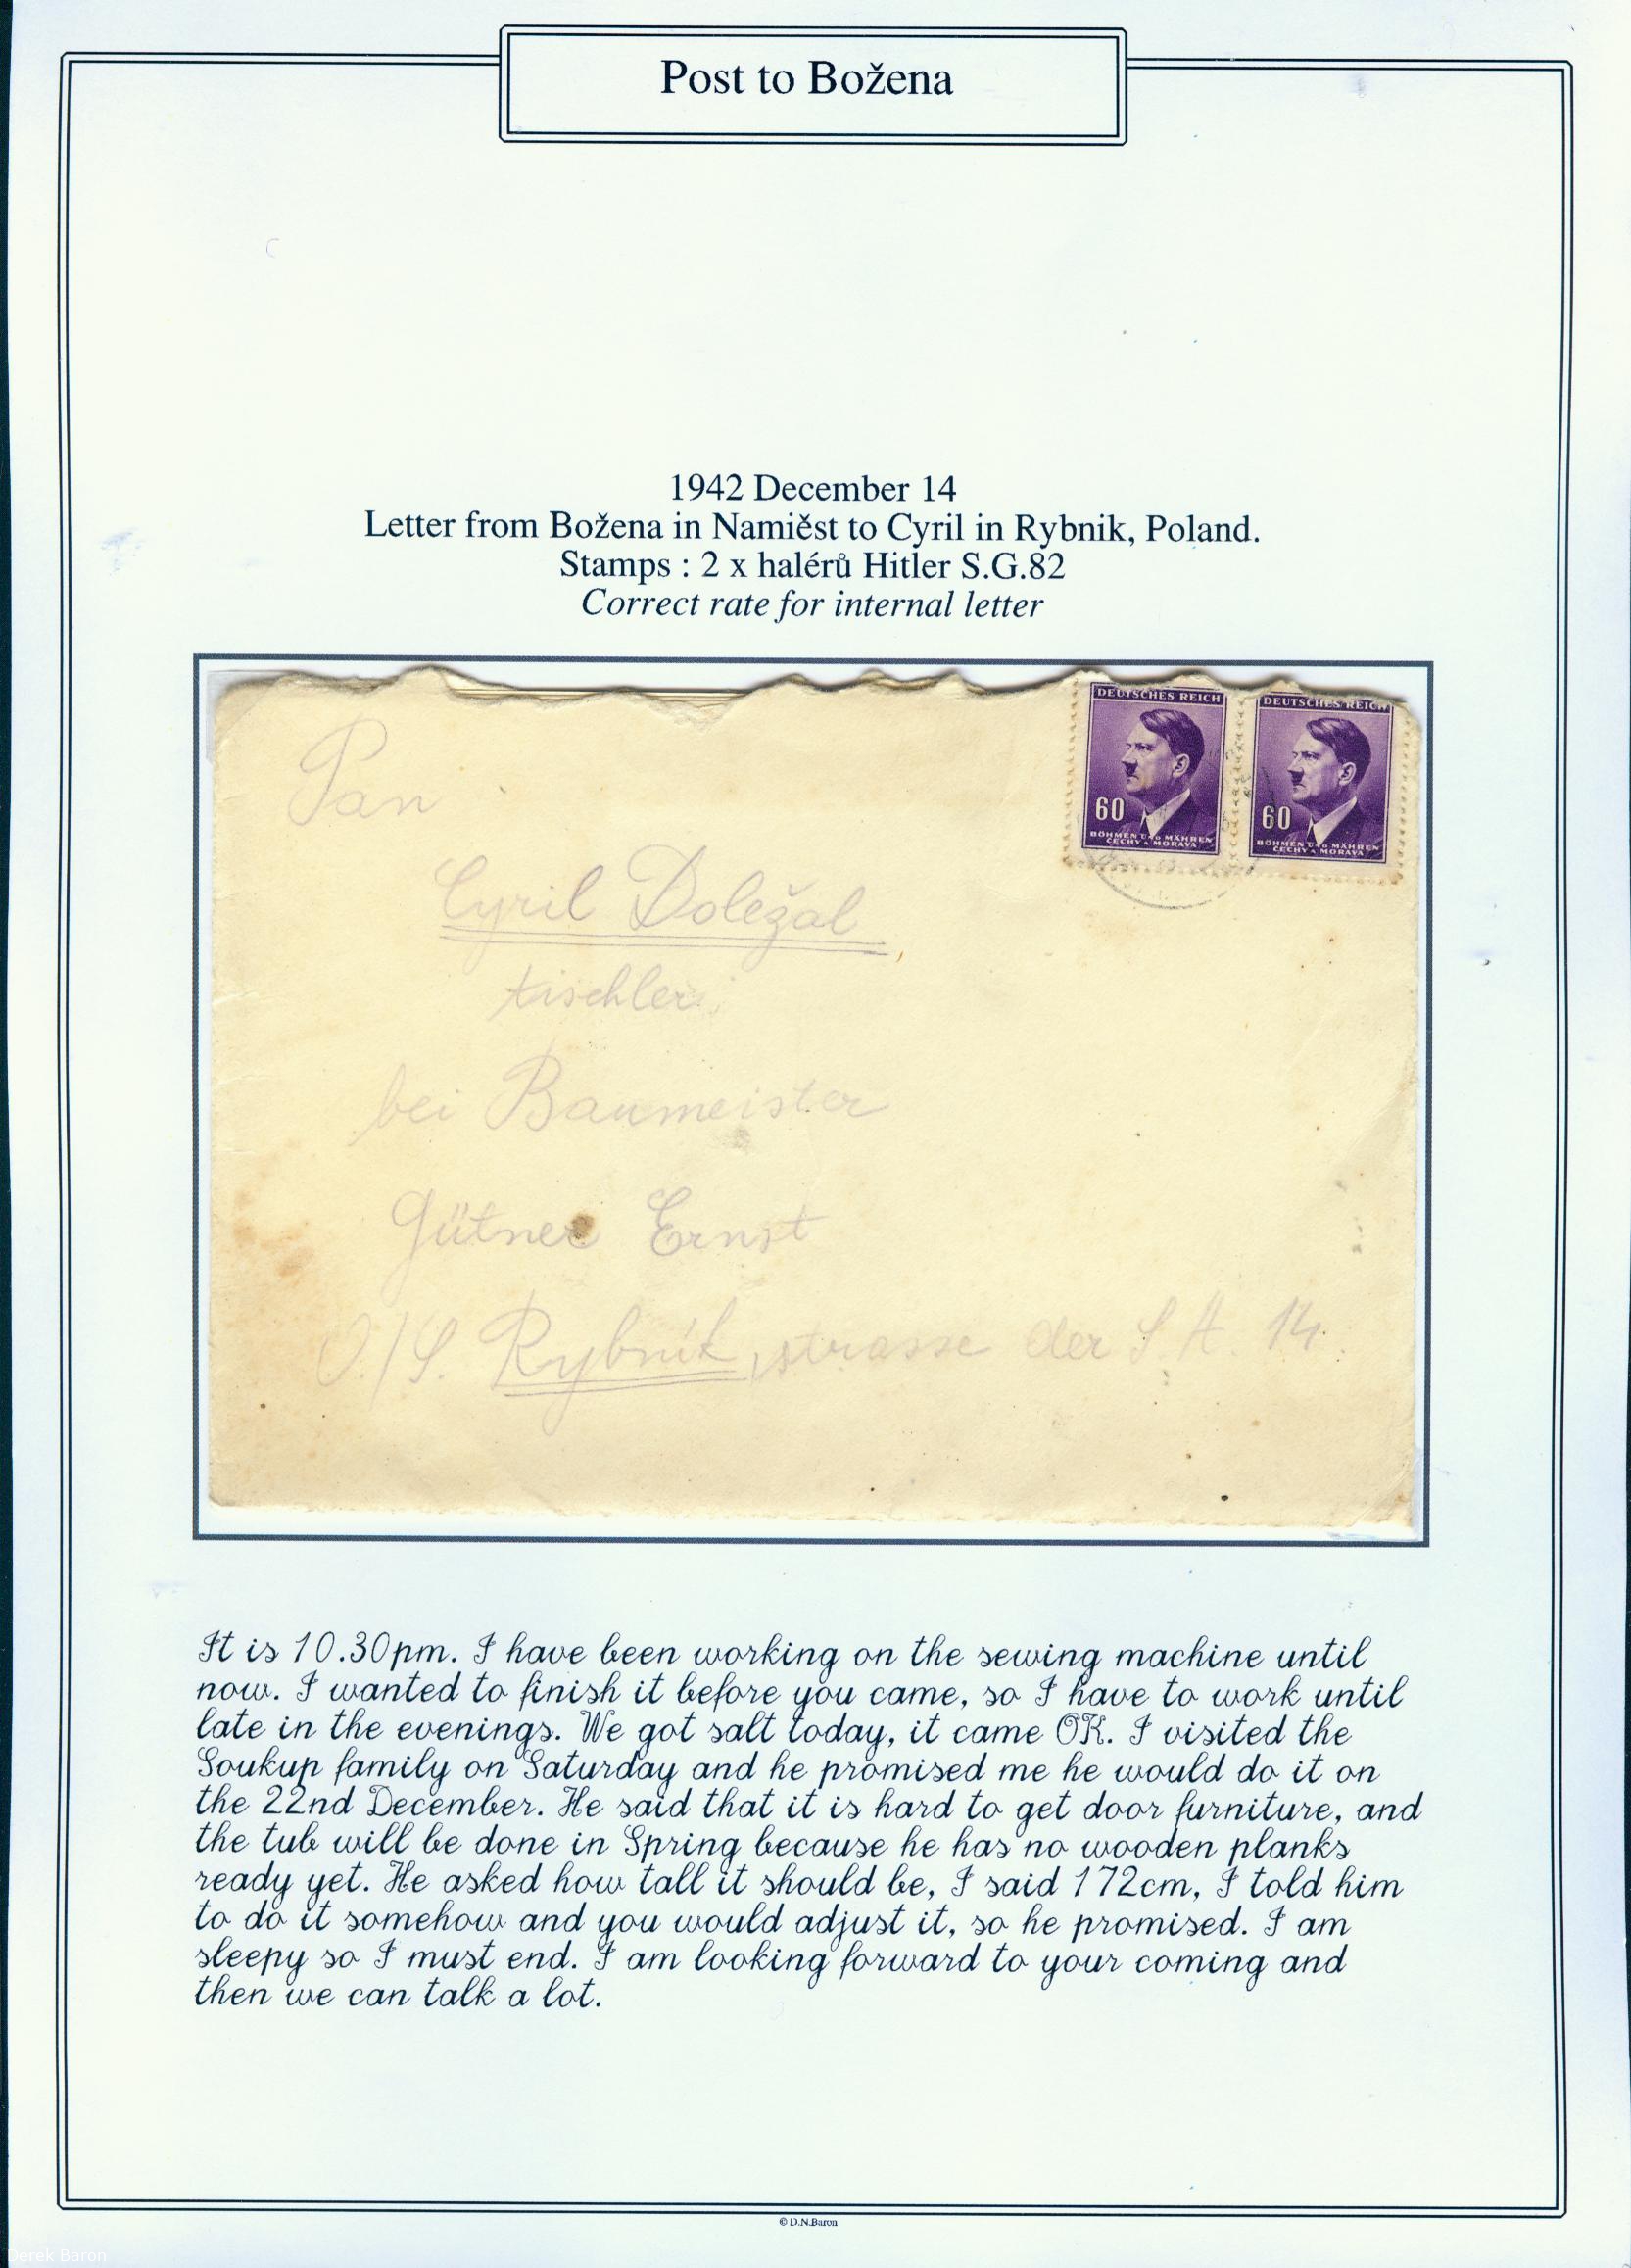 Post to Božena
1942 December 14
Letter from Božena in Namiěst to Cyril in Rybnik, Poland.
Stamps : 2 x halérů Hitler S.G.82
Correct rate for internal letter
DEUTSCHES REICH
DEUTSCHES REICH
60
60
BÖHMEN UND MÄHREN
ČECHY A MORAVA
BÖHMEN UND MÄHREN
ČECHY A MORAVA
Pan
Cyril Doležal
tischler
bei Baumeister
Gütner Ernst
O./S. Rybník, strasse der S.A. 14.
It is 10.30pm. I have been working on the sewing machine until
now. I wanted to finish it before you came, so I have to work until
late in the evenings. We got salt today, it came OK. I visited the
Soukup family on Saturday and he promised me he would do it on
the 22nd December. He said that it is hard to get door furniture, and
the tub will be done in Spring because he has no wooden planks
ready yet. He asked how tall it should be, I said 172cm, I told him
to do it somehow and you would adjust it, so he promised. I am
sleepy so I must end. I am looking forward to your coming and
then we can talk a lot.
© D.N.Baron
Derek Baron